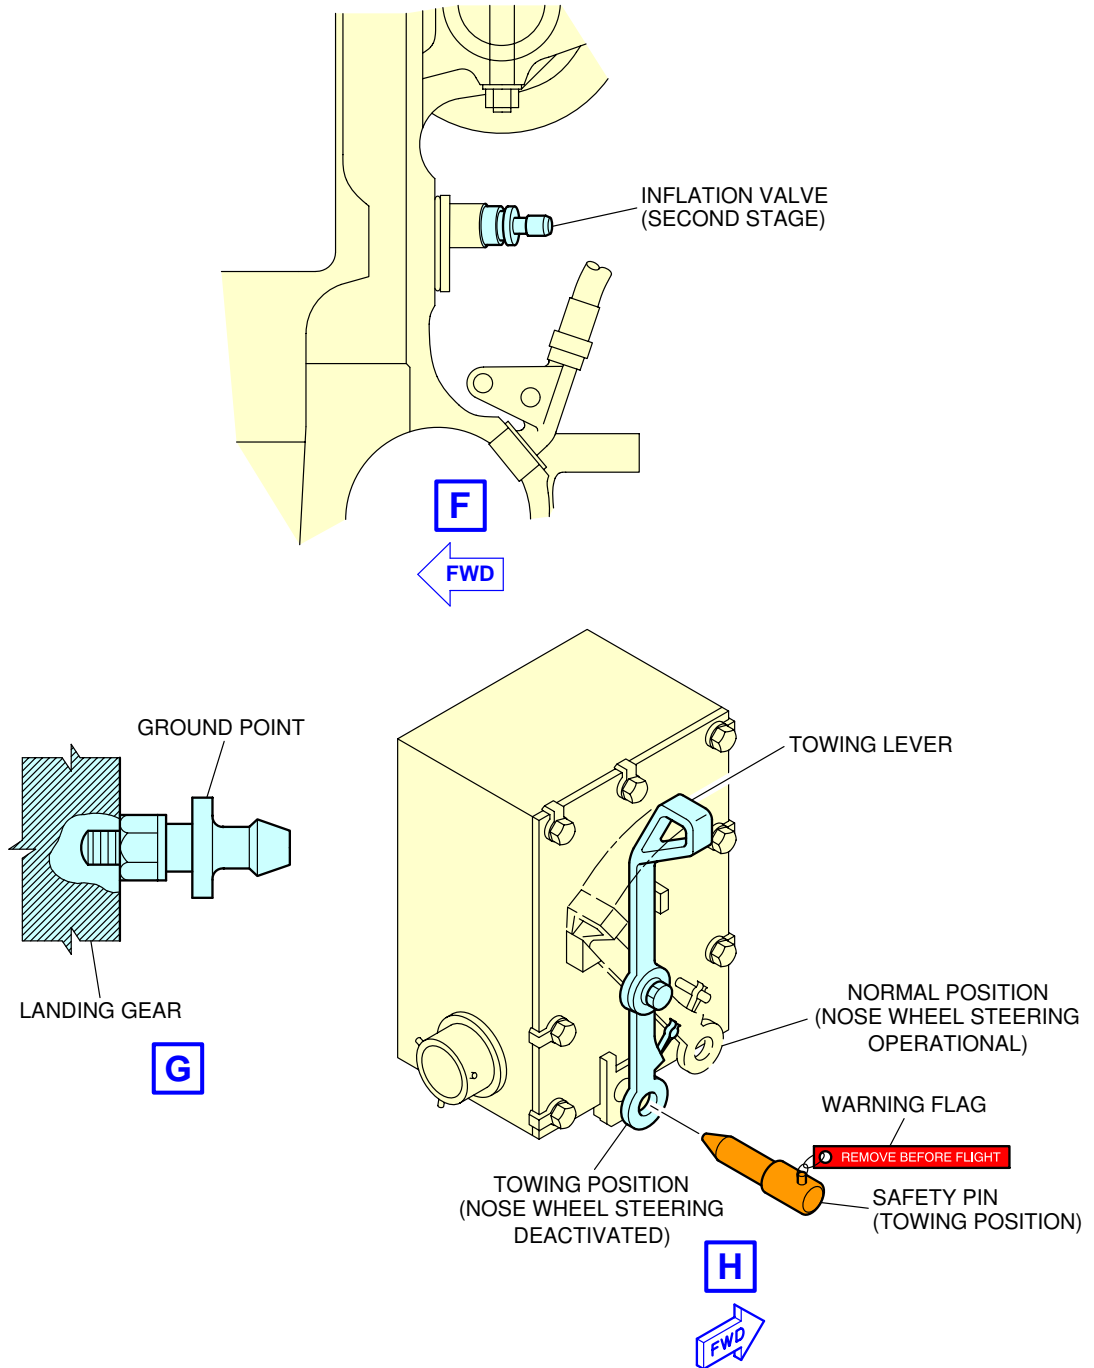 INFLATION VALVE
(SECOND STAGE)
F
FWD
GROUND POINT
LANDING GEAR
G
TOWING LEVER
NORMAL POSITION
(NOSE WHEEL STEERING
OPERATIONAL)
WARNING FLAG
REMOVE BEFORE FLIGHT
SAFETY PIN
(TOWING POSITION)
TOWING POSITION
(NOSE WHEEL STEERING
DEACTIVATED)
H
FWD